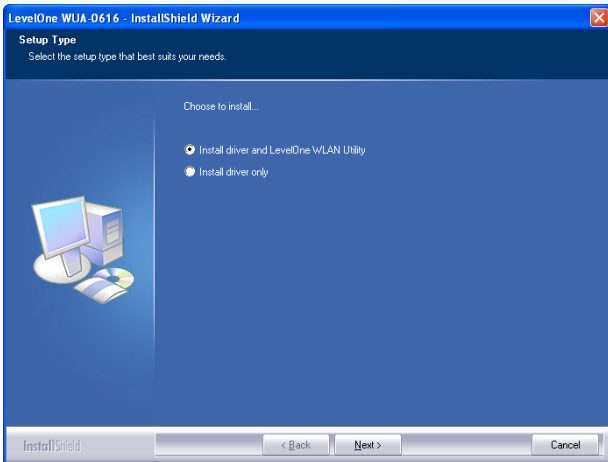 LevelOne WUA-0616 - InstallShield Wizard
Setup Type
Select the setup type that best suits your needs.
Choose to install...
Install driver and LevelOne WLAN Utility
Install driver only
InstallShield
< Back
Next >
Cancel